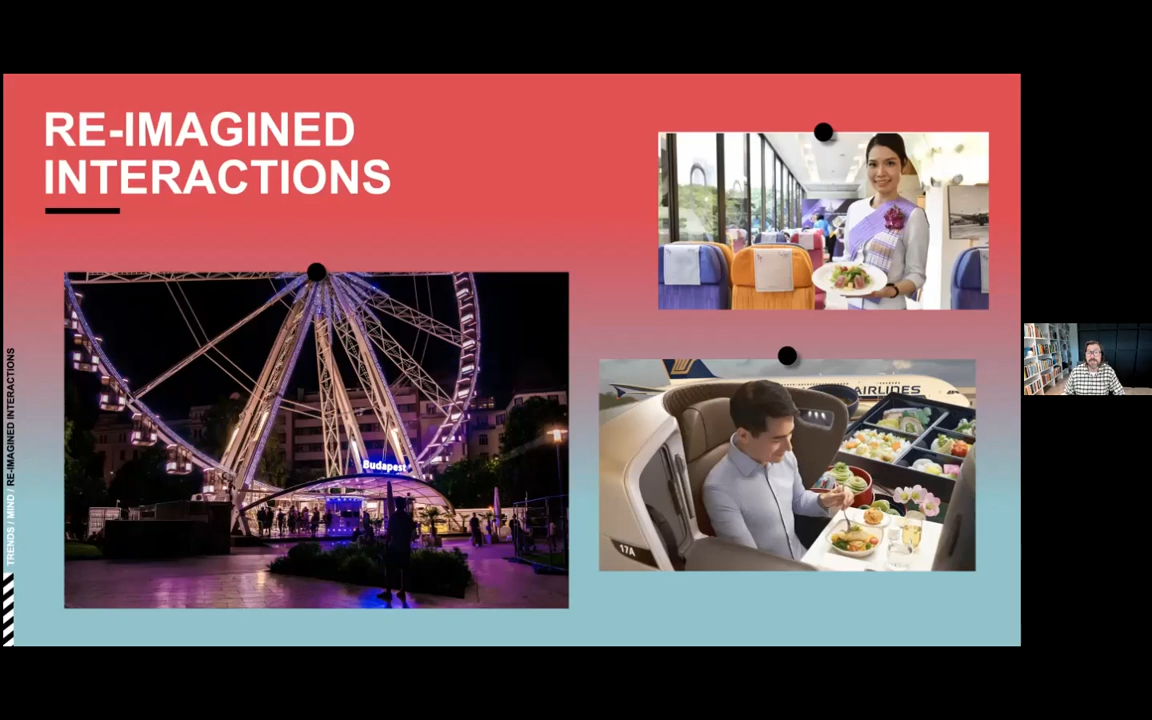 RE-IMAGINED
INTERACTIONS
TRENDS / MIND / RE-IMAGINED INTERACTIONS
Budapest
AIRLINES
17A